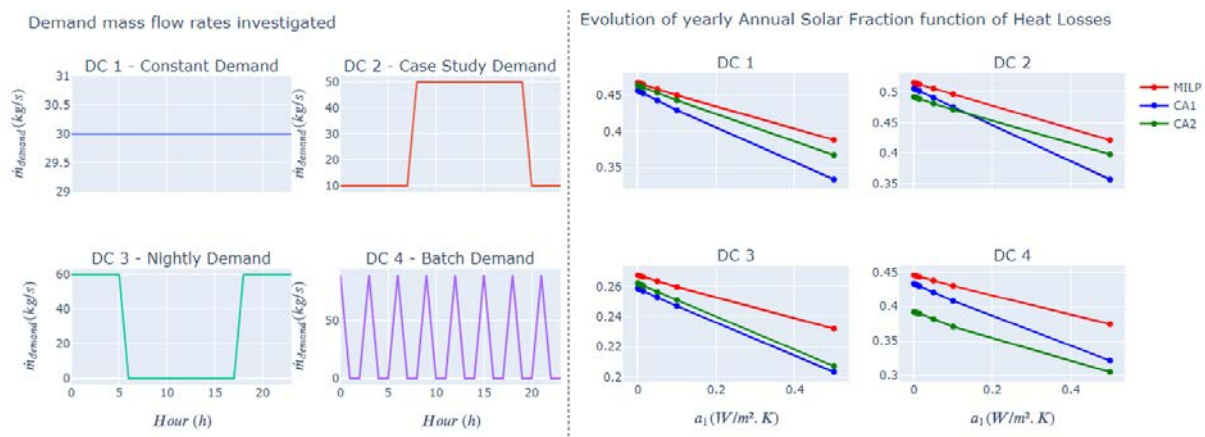 Demand mass flow rates investigated
DC 1 - Constant Demand
31
30.5
30
29.5
29
ṁdemand(kg/s)
DC 2 - Case Study Demand
50
40
30
20
10
ṁdemand(kg/s)
DC 3 - Nightly Demand
60
40
20
0
ṁdemand(kg/s)
0
5
10
15
20
Hour (h)
DC 4 - Batch Demand
50
0
ṁdemand(kg/s)
0
5
10
15
20
Hour (h)
Evolution of yearly Annual Solar Fraction function of Heat Losses
DC 1
0.45
0.4
0.35
DC 2
0.5
0.45
0.4
0.35
MILP
CA1
CA2
DC 3
0.26
0.24
0.22
0.2
0
0.2
0.4
a₁(W/m². K)
DC 4
0.45
0.4
0.35
0.3
0
0.2
0.4
a₁(W/m². K)